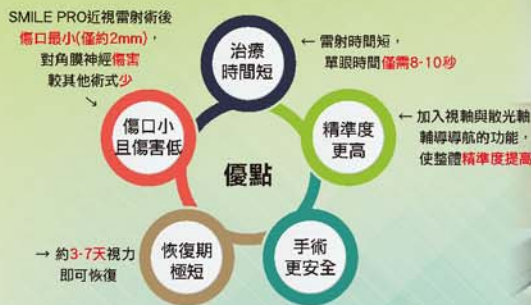 SMILE PRO近視雷射術後
傷口最小(僅約2mm)，
對角膜神經傷害
較其他術式少
治療
時間短
← 雷射時間短，
單眼時間僅需8-10秒
傷口小
且傷害低
精準度
更高
← 加入視軸與散光軸
輔導導航的功能，
使整體精準度提高
優點
→ 約3-7天視力
即可恢復
恢復期
極短
手術
更安全